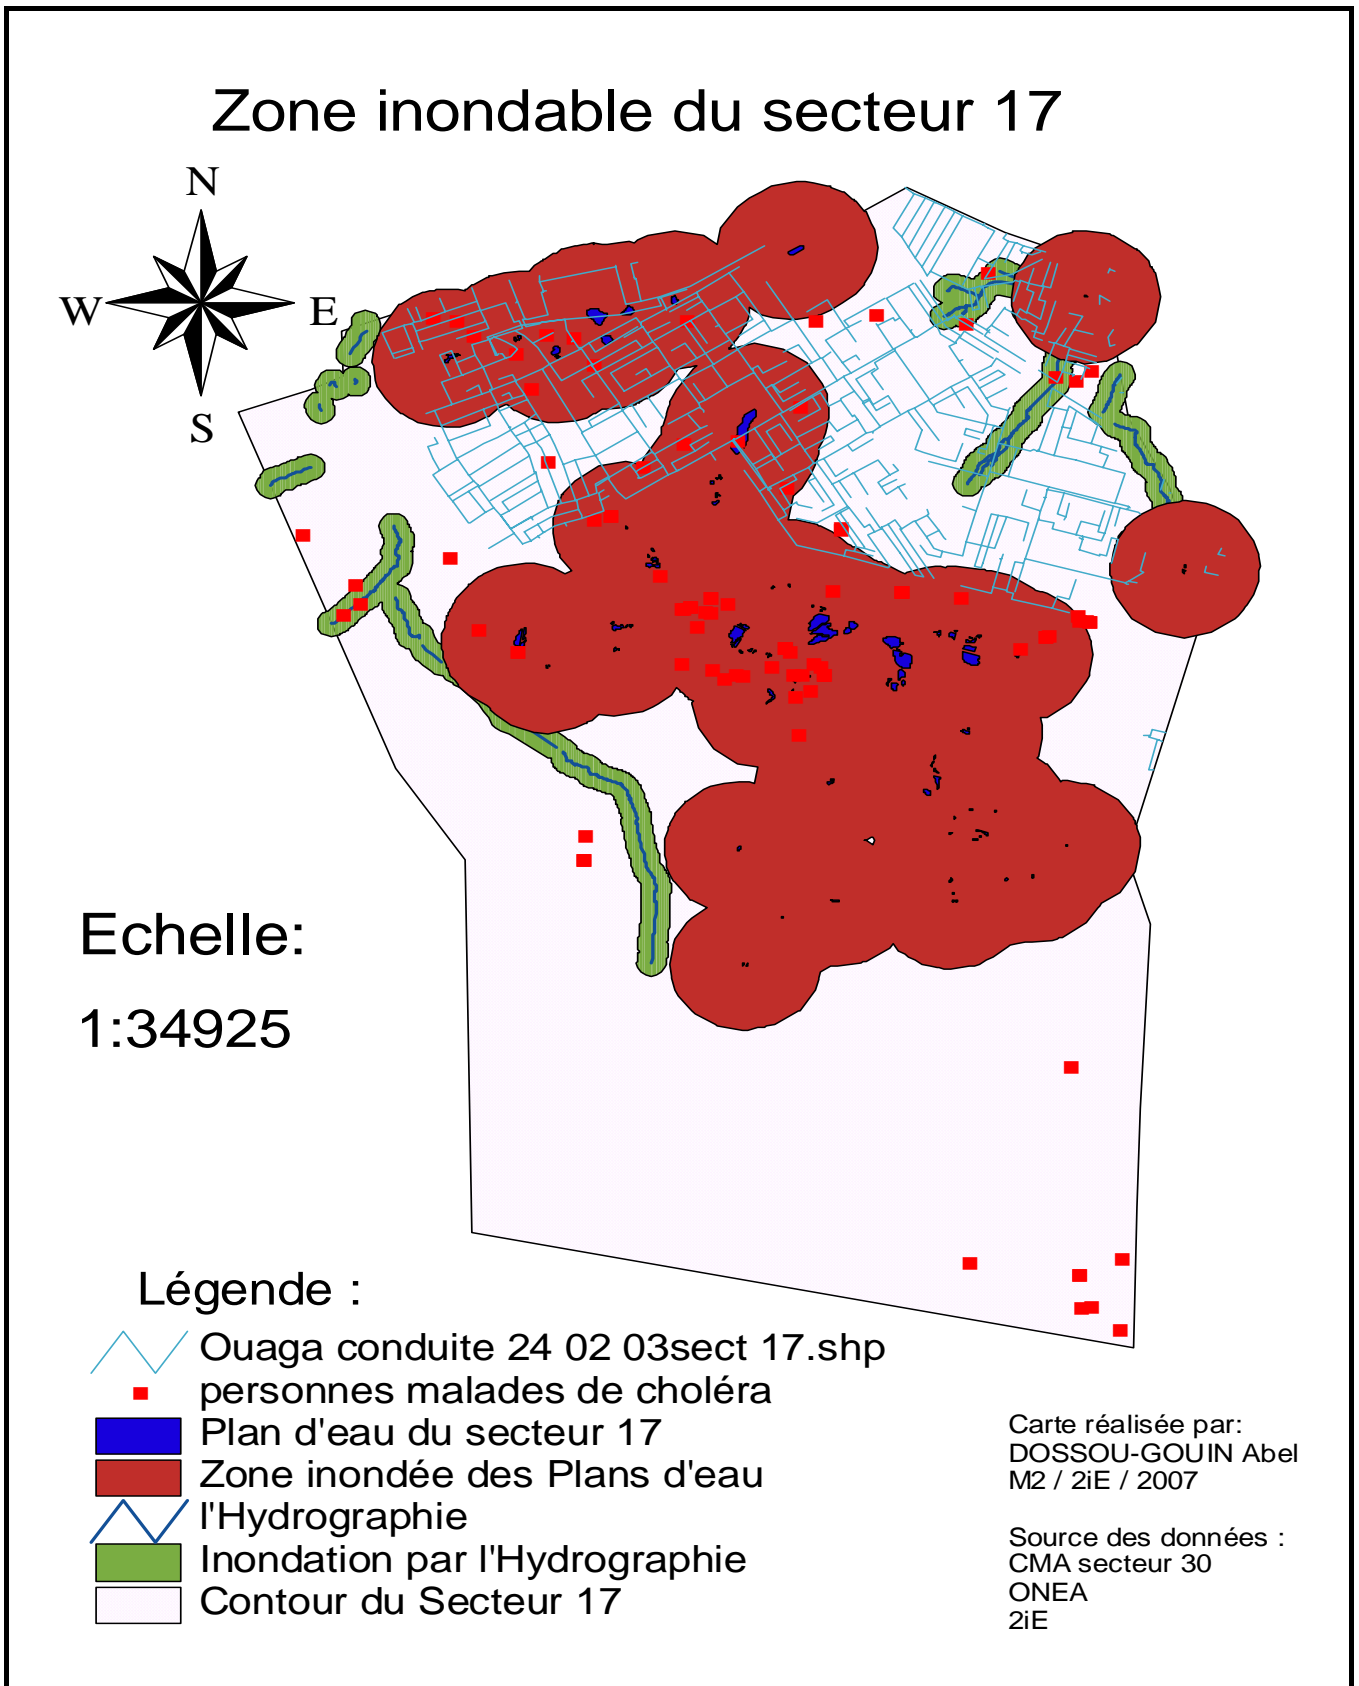 Zone inondable du secteur 17
N
W
E
S
Echelle:
1:34925
Légende :
Ouaga conduite 24 02 03sect 17.shp
personnes malades de choléra
Plan d'eau du secteur 17
Zone inondée des Plans d'eau
l'Hydrographie
Inondation par l'Hydrographie
Contour du Secteur 17
Carte réalisée par:
DOSSOU-GOUIN Abel
M2 / 2iE / 2007
Source des données :
CMA secteur 30
ONEA
2iE